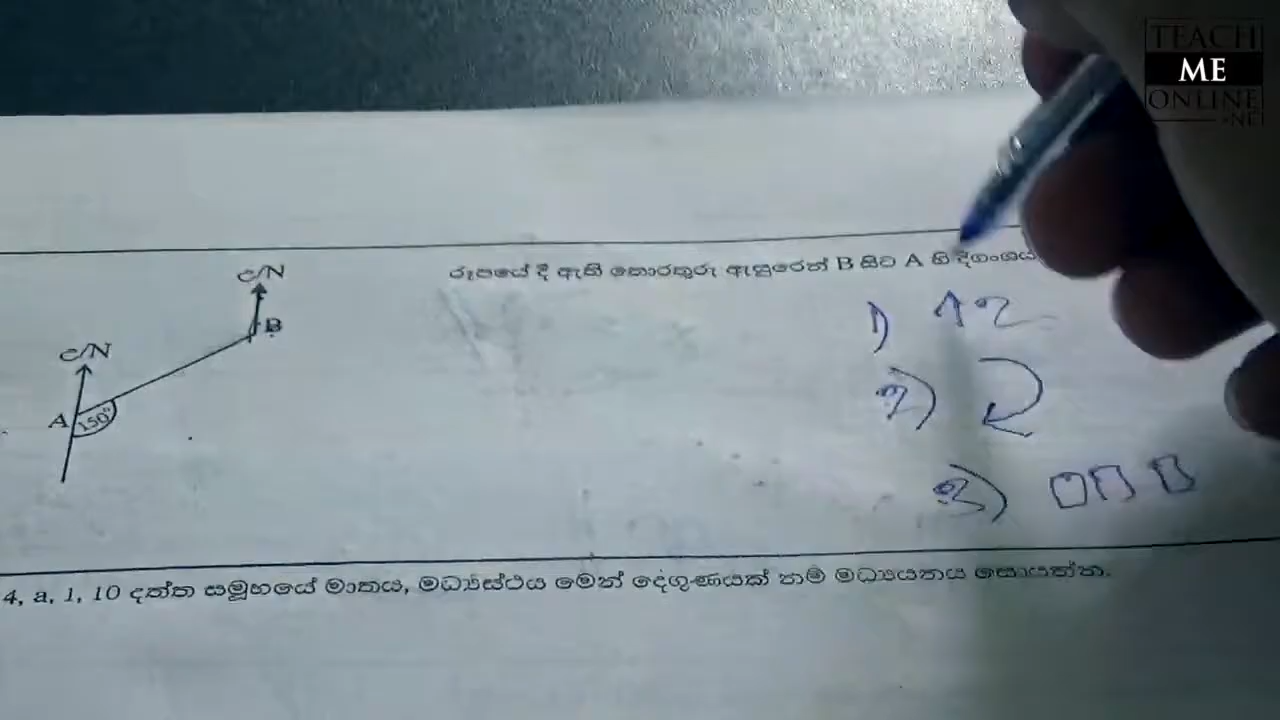 TEACH
ME
ONLINE
.NE
රූපයේ දී ඇති තොරතුරු ඇසුරෙන් B සිට A හි දිගංශය
උ/N
B
උ/N
A
150°
1) උ
2)
3)
4, a, 1, 10 දත්ත සමූහයේ මාතය, මධ්‍යස්ථය මෙන් දෙගුණයක් නම් මධ්‍යයනය සොයන්න.